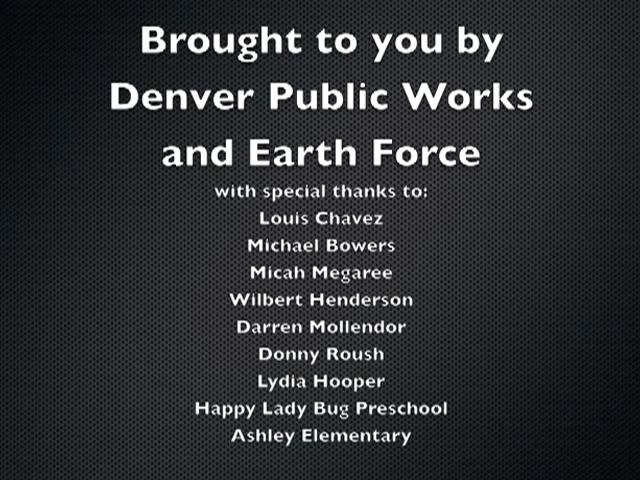 Brought to you by
Denver Public Works
and Earth Force
with special thanks to:
Louis Chavez
Michael Bowers
Micah Megaree
Wilbert Henderson
Darren Mollendor
Donny Roush
Lydia Hooper
Happy Lady Bug Preschool
Ashley Elementary